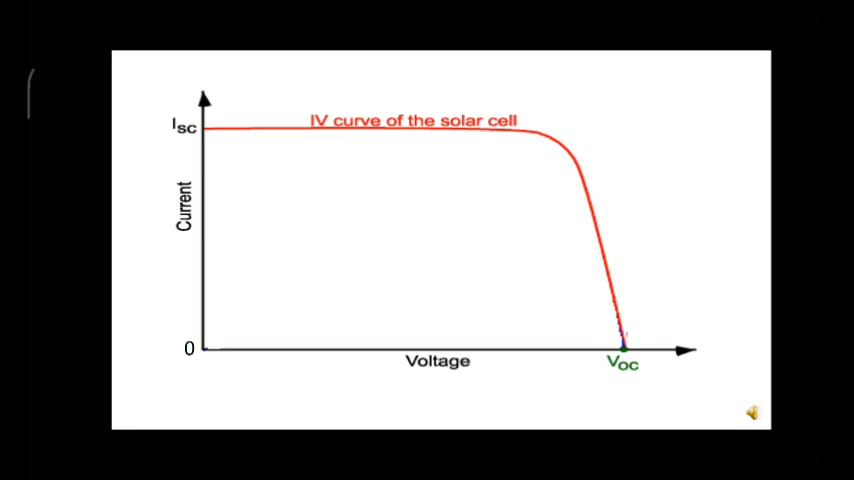 IV curve of the solar cell
Isc
Current
0
Voltage
Voc